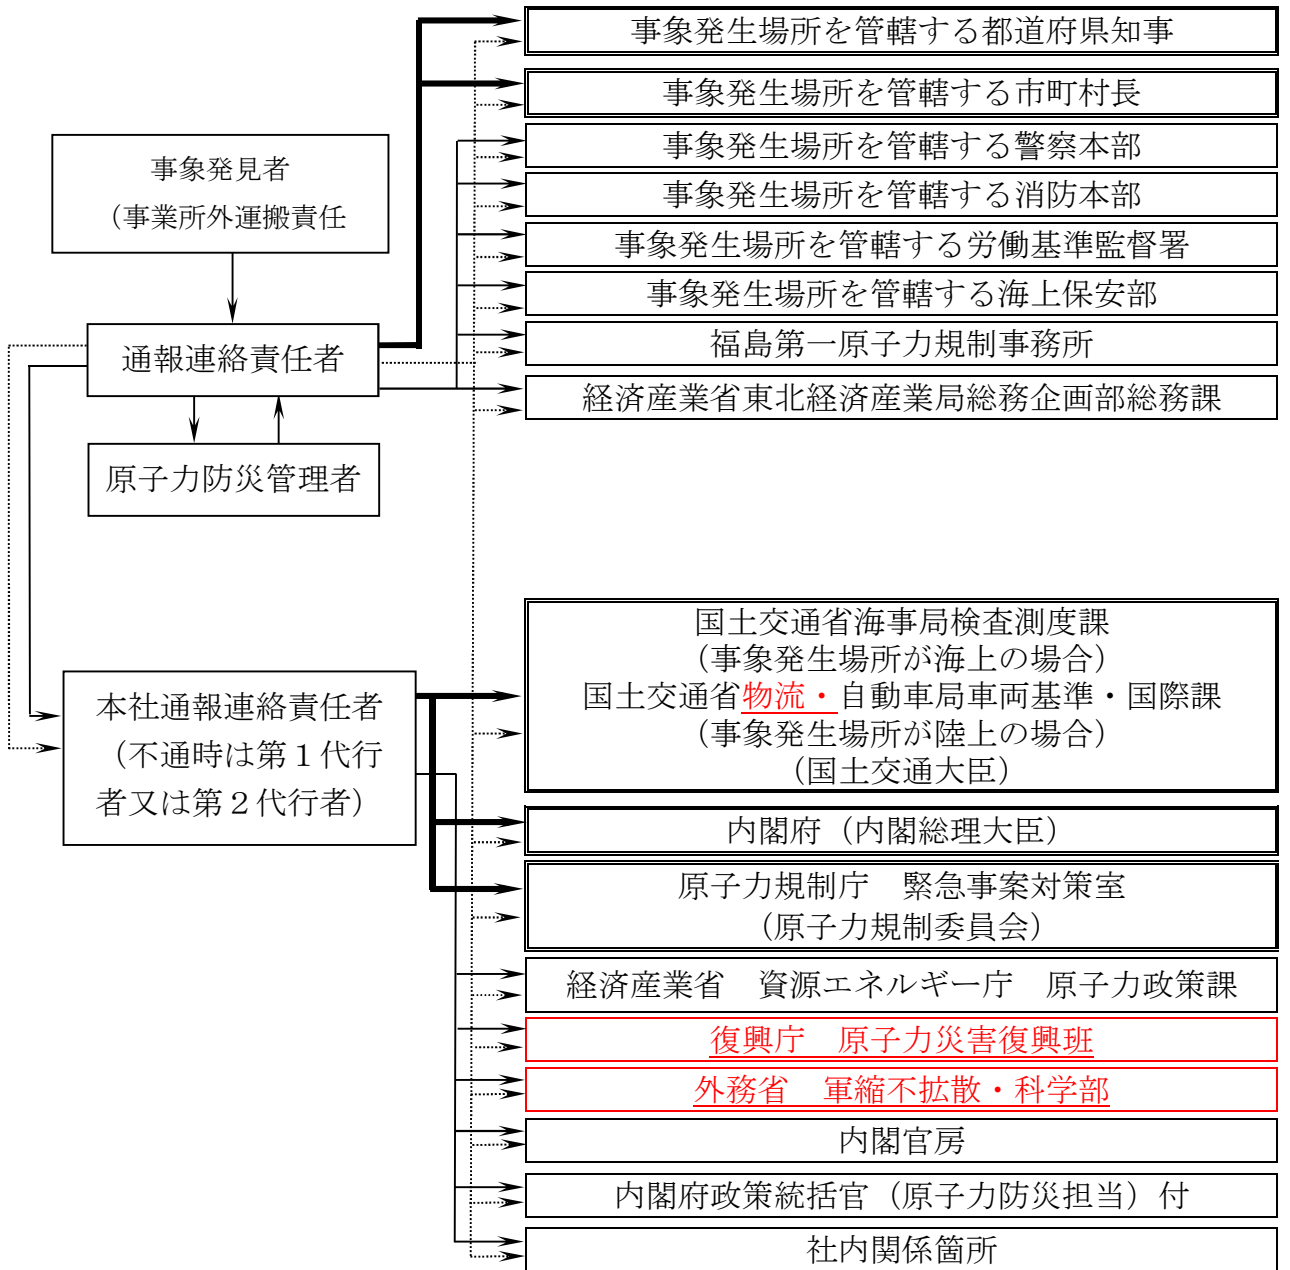 事象発生場所を管轄する都道府県知事
事象発生場所を管轄する市町村長
事象発生場所を管轄する警察本部
事象発生場所を管轄する消防本部
事象発生場所を管轄する労働基準監督署
事象発生場所を管轄する海上保安部
福島第一原子力規制事務所
経済産業省東北経済産業局総務企画部総務課
事象発見者
（事業所外運搬責任
通報連絡責任者
原子力防災管理者
本社通報連絡責任者
（不通時は第１代行
者又は第２代行者）
国土交通省海事局検査測度課
（事象発生場所が海上の場合）
国土交通省物流・自動車局車両基準・国際課
（事象発生場所が陸上の場合）
（国土交通大臣）
内閣府（内閣総理大臣）
原子力規制庁　緊急事案対策室
（原子力規制委員会）
経済産業省　資源エネルギー庁　原子力政策課
復興庁　原子力災害復興班
外務省　軍縮不拡散・科学部
内閣官房
内閣府政策統括官（原子力防災担当）付
社内関係箇所